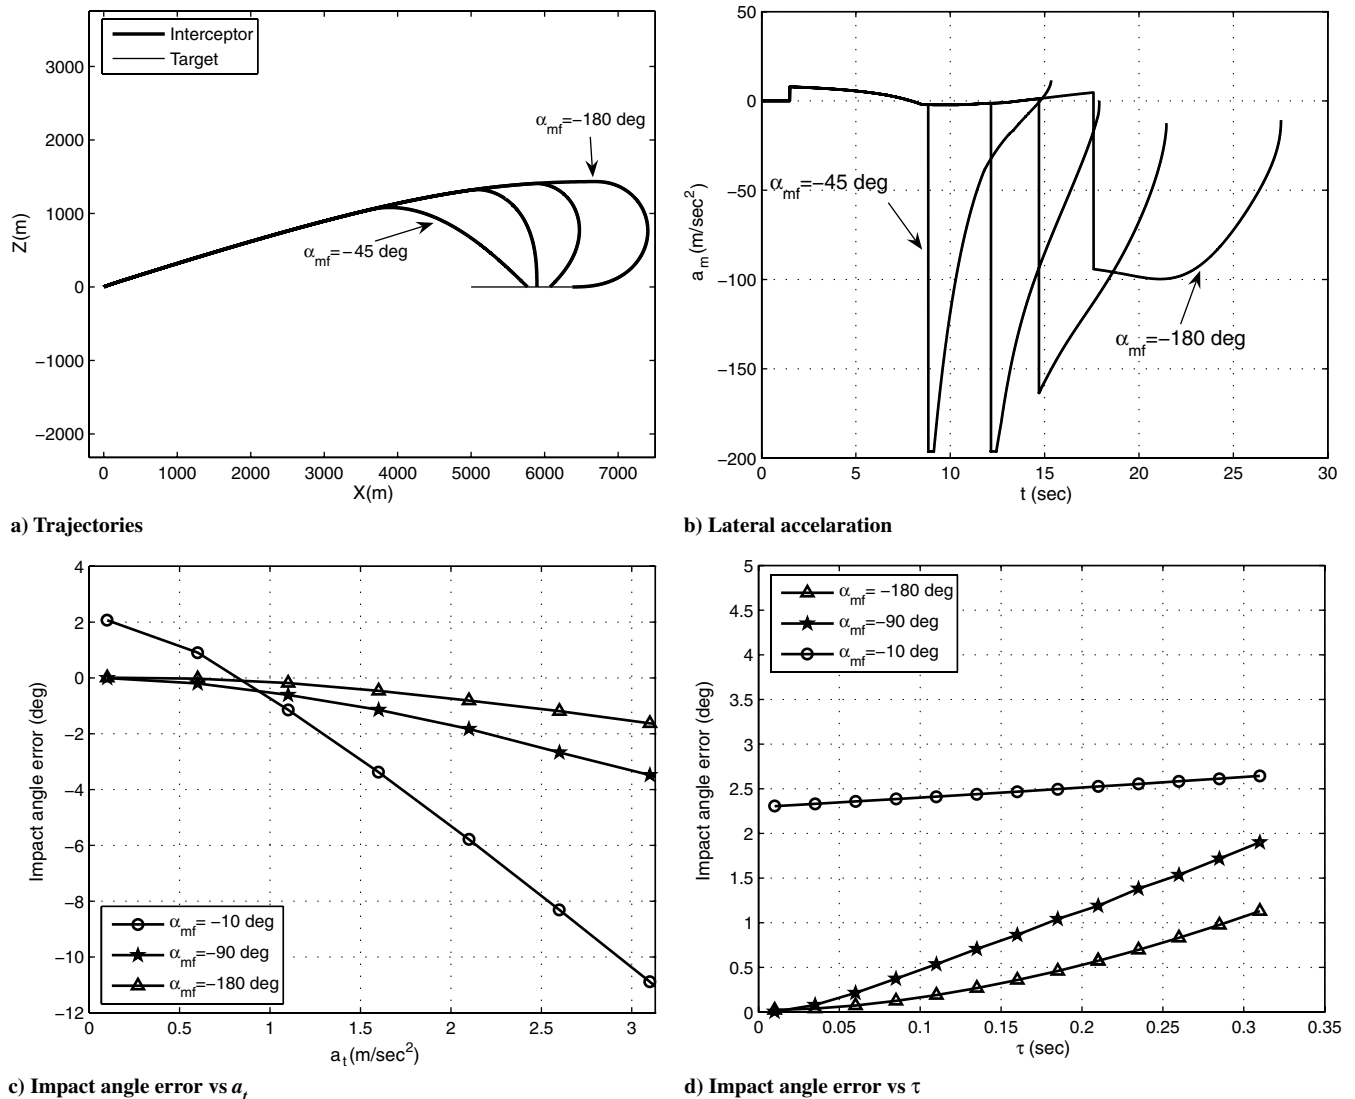 Interceptor
Target
α_mf=−180 deg
α_mf=−45 deg
3000
2000
1000
0
−1000
−2000
Z(m)
0 1000 2000 3000 4000 5000 6000 7000
X(m)
a) Trajectories
50
0
−50
−100
−150
−200
a_m (m/sec²)
α_mf=−45 deg
α_mf=−180 deg
0 5 10 15 20 25 30
t (sec)
b) Lateral accelaration
4
2
0
−2
−4
−6
−8
−10
−12
Impact angle error (deg)
α_mf= −10 deg
α_mf=−90 deg
α_mf=−180 deg
0 0.5 1 1.5 2 2.5 3
a_t (m/sec²)
c) Impact angle error vs a_t
5
4.5
4
3.5
3
2.5
2
1.5
1
0.5
0
Impact angle error (deg)
α_mf= −180 deg
α_mf=−90 deg
α_mf=−10 deg
0 0.05 0.1 0.15 0.2 0.25 0.3 0.35
τ (sec)
d) Impact angle error vs τ